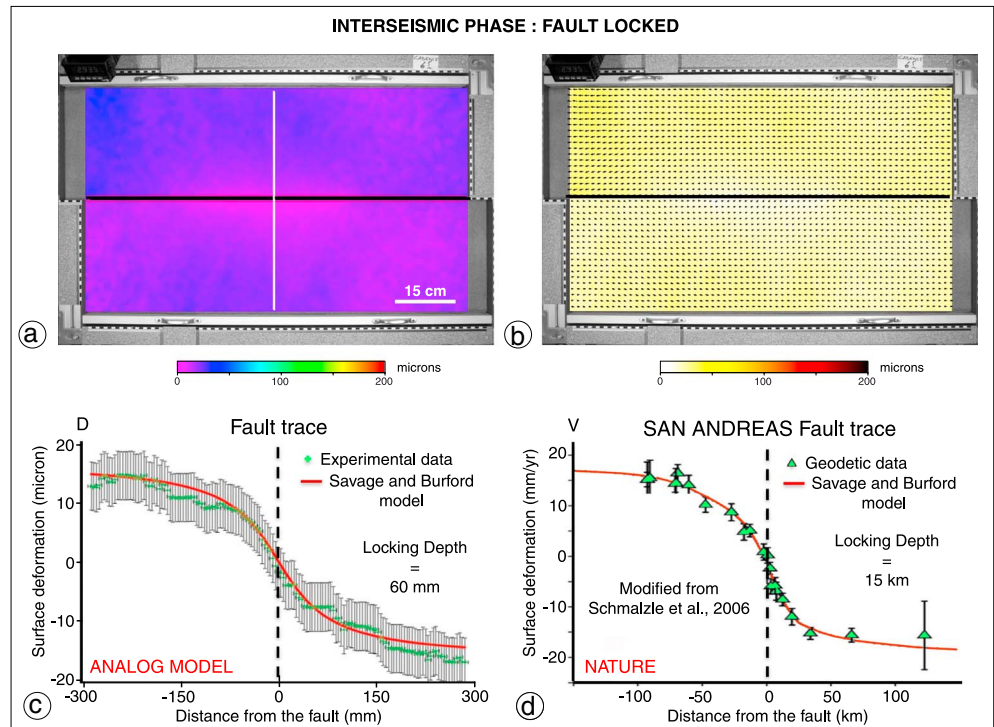 INTERSEISMIC PHASE : FAULT LOCKED
15 cm
a
b
0 100 200 microns
0 100 200 microns
D
Fault trace
Experimental data
Savage and Burford
model
Locking Depth
=
60 mm
ANALOG MODEL
Surface deformation (micron)
20
10
0
-10
-20
-300 -150 0 150 300
Distance from the fault (mm)
c
V
SAN ANDREAS Fault trace
Geodetic data
Savage and Burford
model
Locking Depth
=
15 km
Modified from
Schmalzle et al., 2006
NATURE
Surface deformation (mm/yr)
20
10
0
-10
-20
-100 -50 0 50 100
Distance from the fault (km)
d